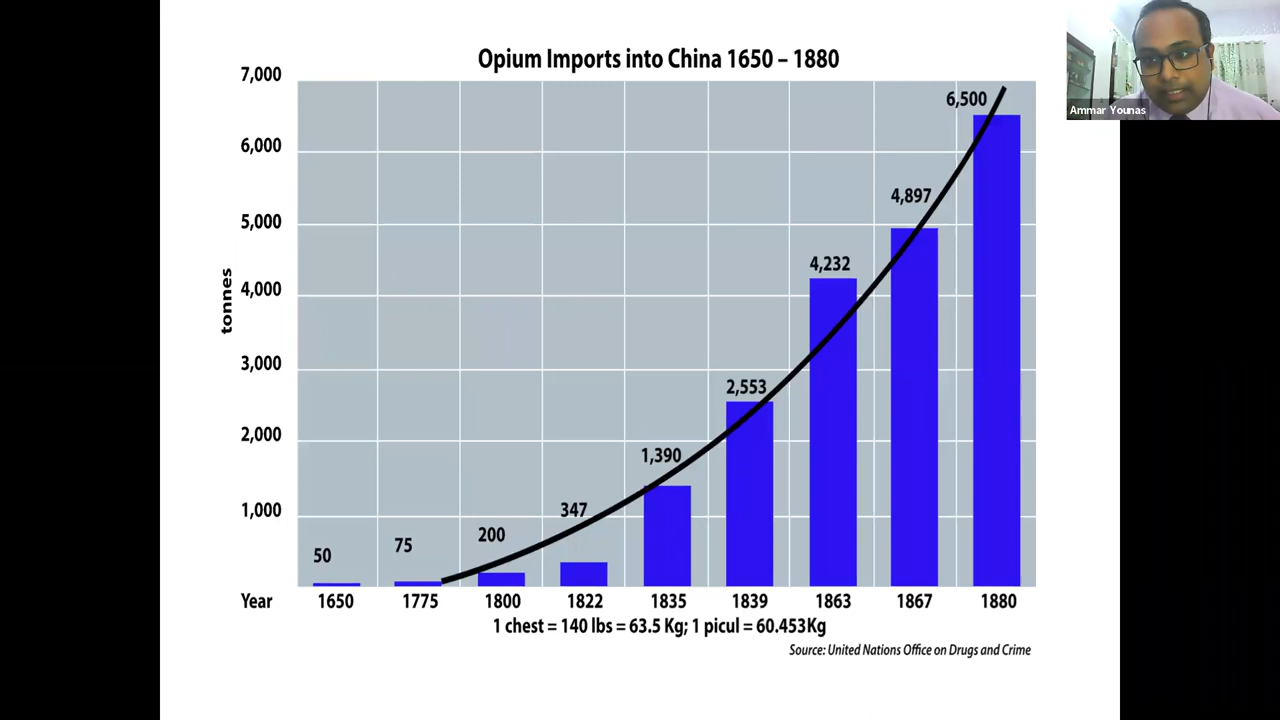 Opium Imports into China 1650 – 1880
Ammar Younas
7,000
6,000
5,000
4,000
3,000
2,000
1,000
tonnes
50
75
200
347
1,390
2,553
4,232
4,897
6,500
Year 1650 1775 1800 1822 1835 1839 1863 1867 1880
1 chest = 140 lbs = 63.5 Kg; 1 picul = 60.453Kg
Source: United Nations Office on Drugs and Crime